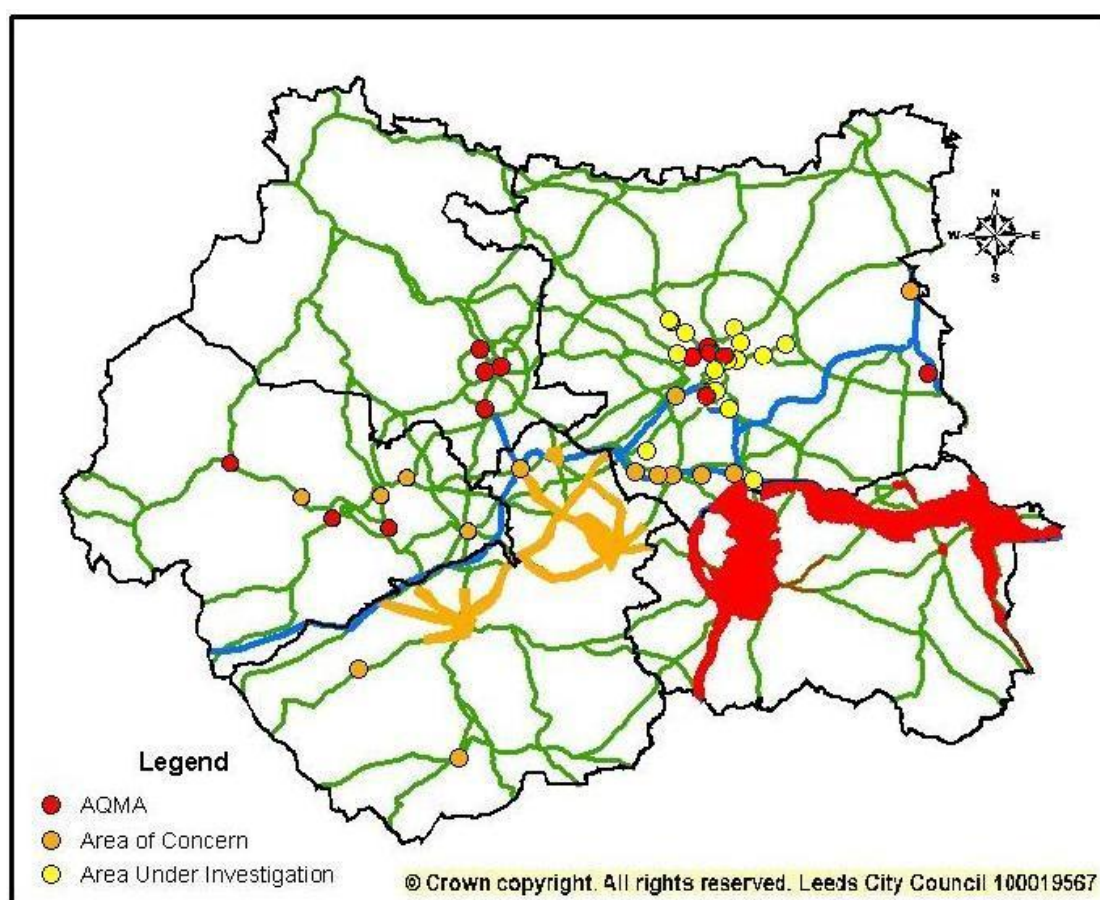 N
W E
S
Legend
AQMA
Area of Concern
Area Under Investigation
© Crown copyright. All rights reserved. Leeds City Council 100019567